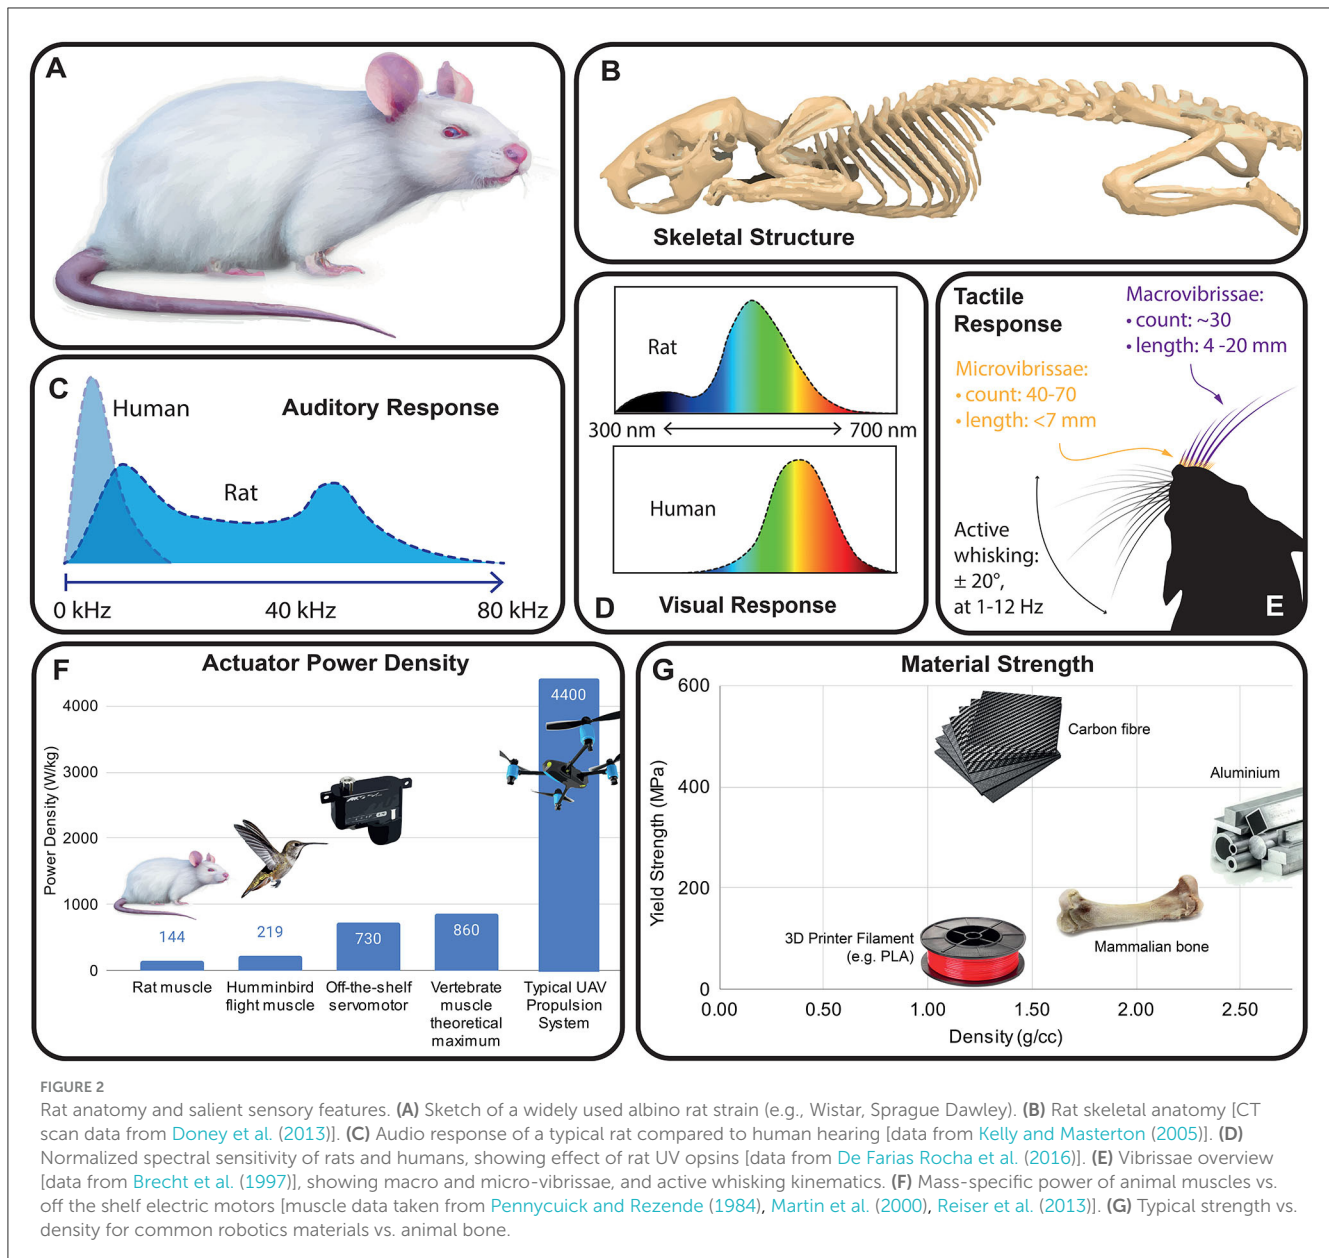 A
B
Skeletal Structure
C
Human
Auditory Response
Rat
0 kHz
40 kHz
80 kHz
Rat
300 nm
700 nm
Human
D
Visual Response
Tactile
Response
Macrovibrissae:
• count: ~30
• length: 4 -20 mm
Microvibrissae:
• count: 40-70
• length: <7 mm
Active
whisking:
± 20°,
at 1-12 Hz
E
F
Actuator Power Density
Power Density (W/kg)
4000
3000
2000
1000
0
144
219
730
860
4400
Rat muscle
Humminbird
flight muscle
Off-the-shelf
servomotor
Vertebrate
muscle
theoretical
maximum
Typical UAV
Propulsion
System
G
Material Strength
Yield Strength (MPa)
600
400
200
0
Carbon fibre
Aluminium
3D Printer Filament
(e.g. PLA)
Mammalian bone
0.00
0.50
1.00
1.50
2.00
2.50
Density (g/cc)
FIGURE 2
Rat anatomy and salient sensory features. (A) Sketch of a widely used albino rat strain (e.g., Wistar, Sprague Dawley). (B) Rat skeletal anatomy [CT
scan data from Doney et al. (2013)]. (C) Audio response of a typical rat compared to human hearing [data from Kelly and Masterton (2005)]. (D)
Normalized spectral sensitivity of rats and humans, showing effect of rat UV opsins [data from De Farias Rocha et al. (2016)]. (E) Vibrissae overview
[data from Brecht et al. (1997)], showing macro and micro-vibrissae, and active whisking kinematics. (F) Mass-specific power of animal muscles vs.
off the shelf electric motors [muscle data taken from Pennycuick and Rezende (1984), Martin et al. (2000), Reiser et al. (2013)]. (G) Typical strength vs.
density for common robotics materials vs. animal bone.